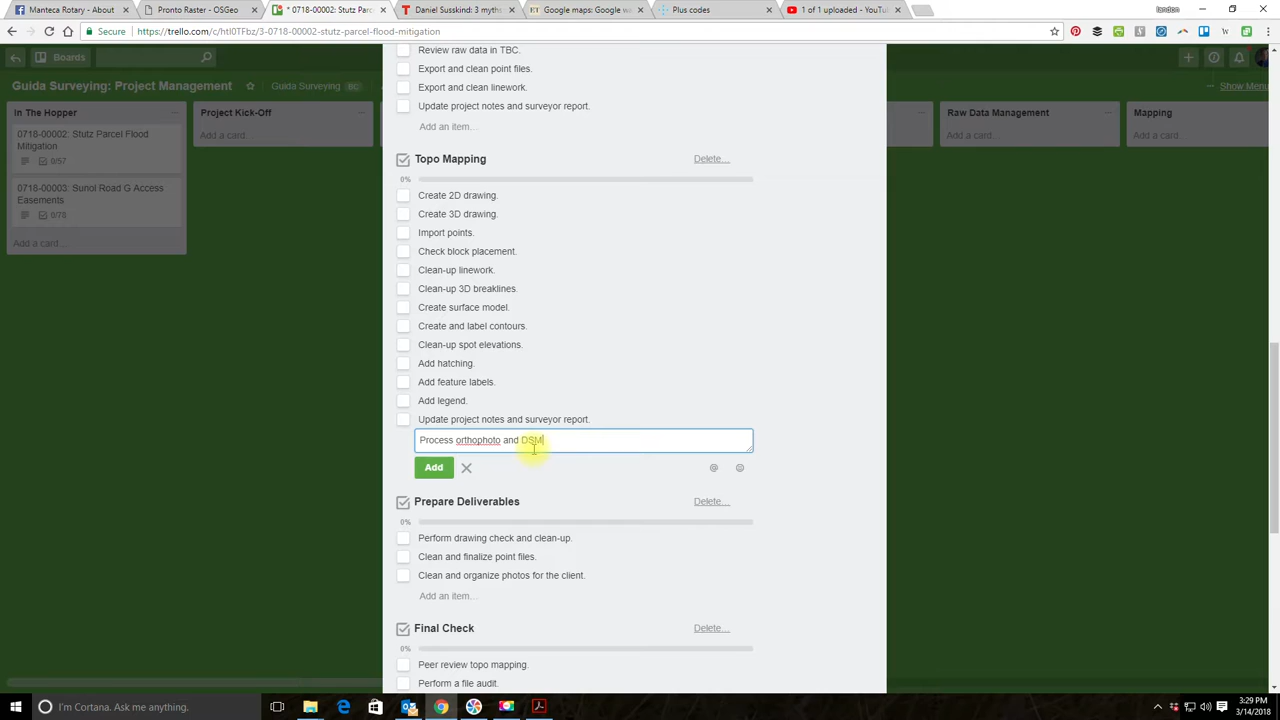 Manteca Rotary - About
Pronto Raster - OSGeo
* 0718-00002: Stutz Parc
Daniel Susskind: 3 myths
Google maps: Google w
Plus codes
1 of 1 uploaded - YouTu
landon
Secure https://trello.com/c/hti0TFbz/3-0718-00002-stutz-parcel-flood-mitigation
Boards
Guida Surveying: Project Management
Guida Surveying BC
Show Menu
In The Hopper
0718-00002: Stutz Parcel Flood
Mitigation
0/57
0718-00003: Sunol Road G Access
Easements
0/78
Add a card…
Project Kick-Off
Add a card…
Raw Data Management
Add a card…
Mapping
Add a card…
Review raw data in TBC.
Export and clean point files.
Export and clean linework.
Update project notes and surveyor report.
Add an item…
Topo Mapping
Delete…
0%
Create 2D drawing.
Create 3D drawing.
Import points.
Check block placement.
Clean-up linework.
Clean-up 3D breaklines.
Create surface model.
Create and label contours.
Clean-up spot elevations.
Add hatching.
Add feature labels.
Add legend.
Update project notes and surveyor report.
Process orthophoto and DSM
Add
Prepare Deliverables
Delete…
0%
Perform drawing check and clean-up.
Clean and finalize point files.
Clean and organize photos for the client.
Add an item…
Final Check
Delete…
0%
Peer review topo mapping.
Perform a file audit.
I'm Cortana. Ask me anything.
3:29 PM
3/14/2018